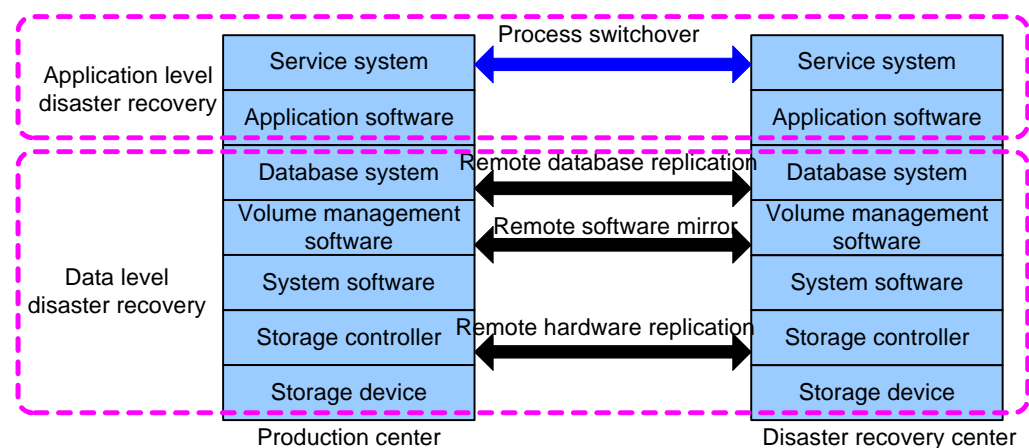 Process switchover
Application level
disaster recovery
Service system
Service system
Application software
Application software
Remote database replication
Database system
Database system
Volume management
software
Remote software mirror
Volume management
software
Data level
disaster recovery
System software
System software
Remote hardware replication
Storage controller
Storage controller
Storage device
Storage device
Production center
Disaster recovery center